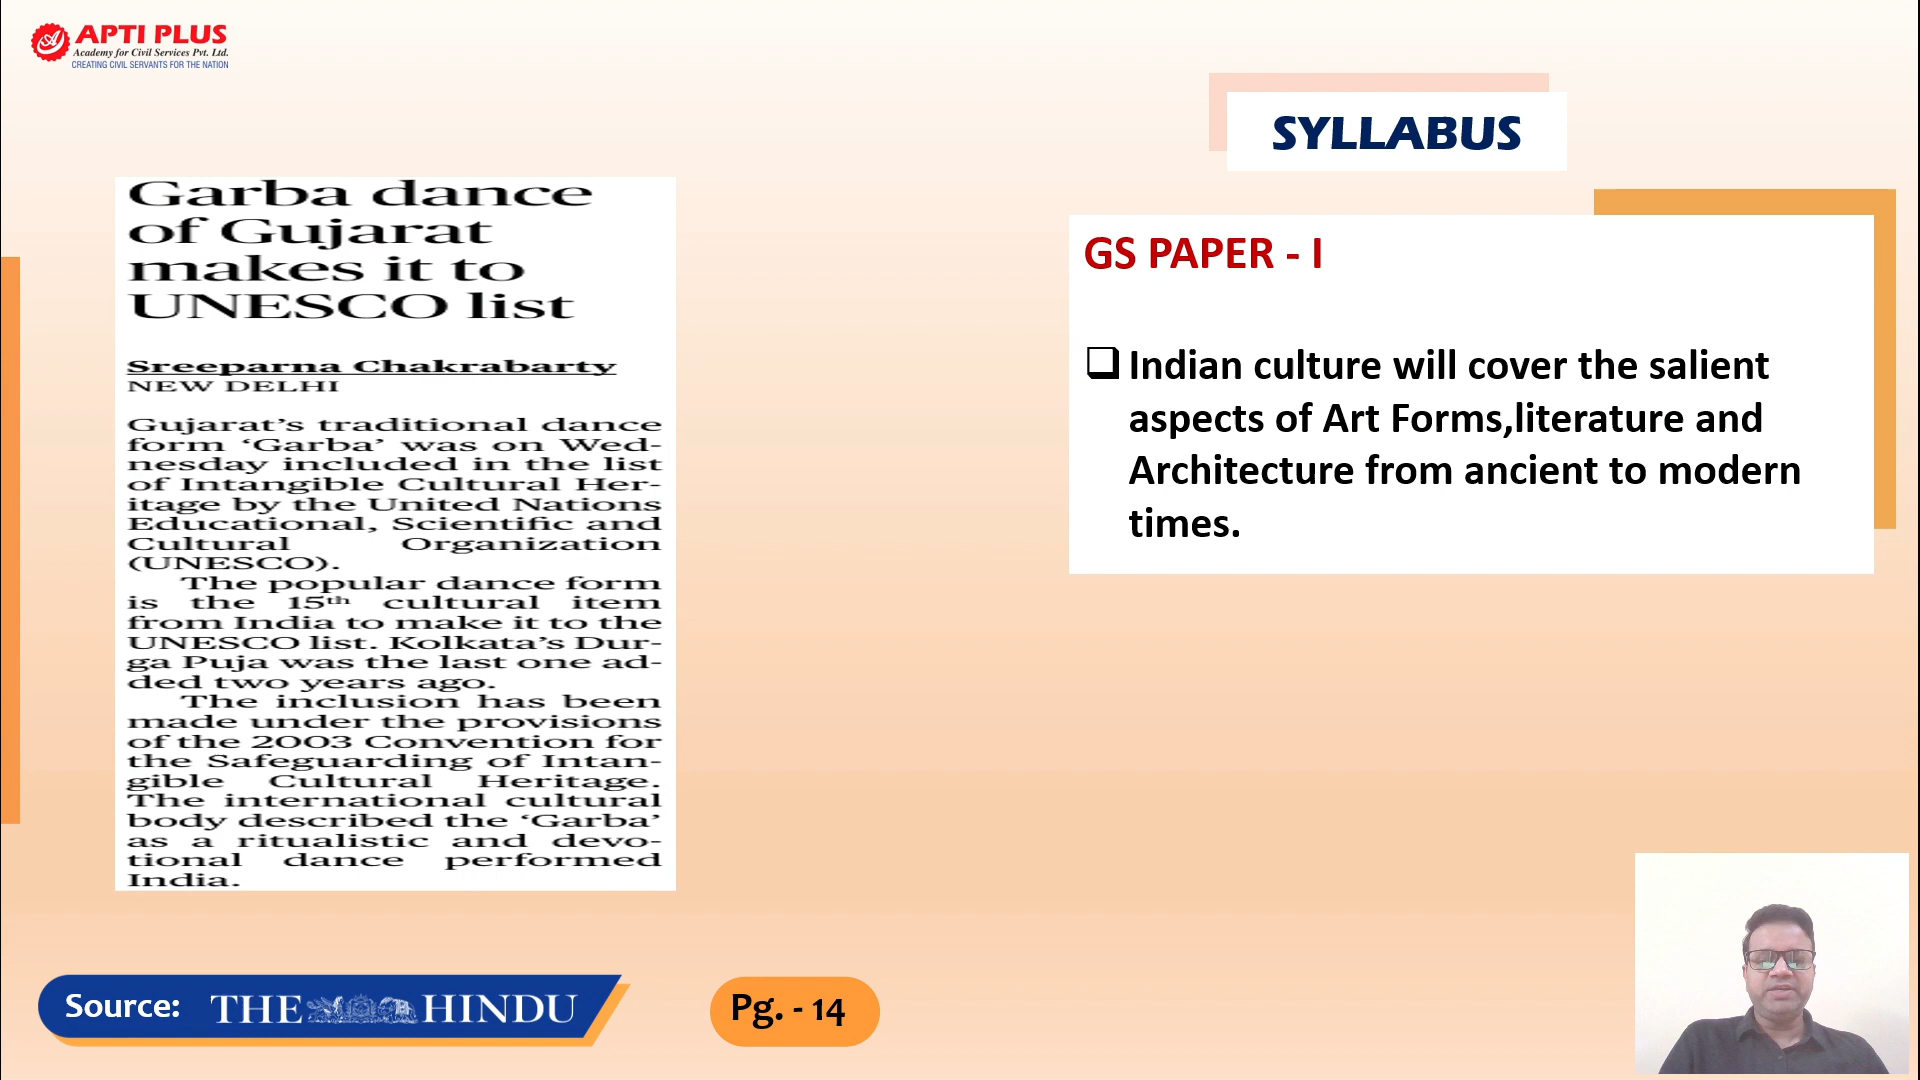 APTI PLUS
Academy for Civil Services Pvt. Ltd.
CREATING CIVIL SERVANTS FOR THE NATION
SYLLABUS
Garba dance
of Gujarat
makes it to
UNESCO list
Sreeparna Chakrabarty
NEW DELHI
Gujarat's traditional dance
form 'Garba' was on Wed-
nesday included in the list
of Intangible Cultural Her-
itage by the United Nations
Educational, Scientific and
Cultural Organization
(UNESCO).
The popular dance form
is the 15th cultural item
from India to make it to the
UNESCO list. Kolkata's Dur-
ga Puja was the last one ad-
ded two years ago.
The inclusion has been
made under the provisions
of the 2003 Convention for
the Safeguarding of Intan-
gible Cultural Heritage.
The international cultural
body described the 'Garba'
as a ritualistic and devo-
tional dance performed
India.
GS PAPER - I
❑ Indian culture will cover the salient
aspects of Art Forms,literature and
Architecture from ancient to modern
times.
Source: THE HINDU
Pg. - 14